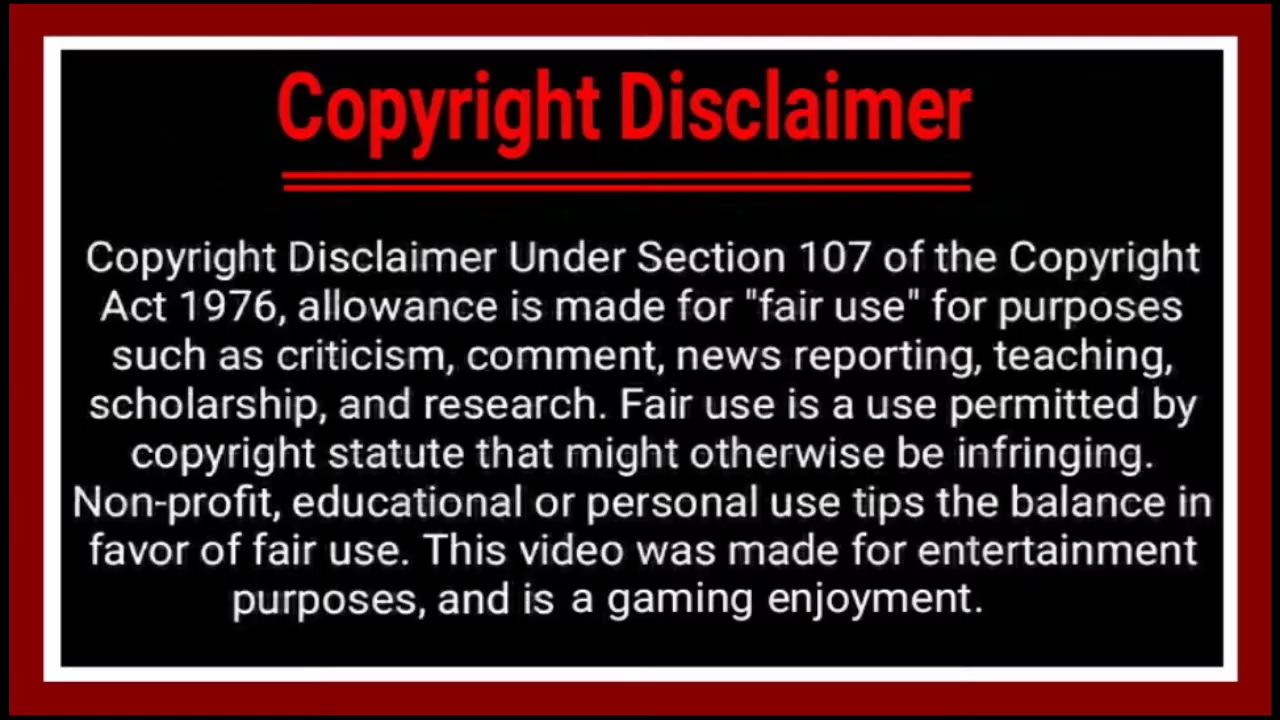 Copyright Disclaimer
Copyright Disclaimer Under Section 107 of the Copyright
Act 1976, allowance is made for "fair use" for purposes
such as criticism, comment, news reporting, teaching,
scholarship, and research. Fair use is a use permitted by
copyright statute that might otherwise be infringing.
Non-profit, educational or personal use tips the balance in
favor of fair use. This video was made for entertainment
purposes, and is a gaming enjoyment.